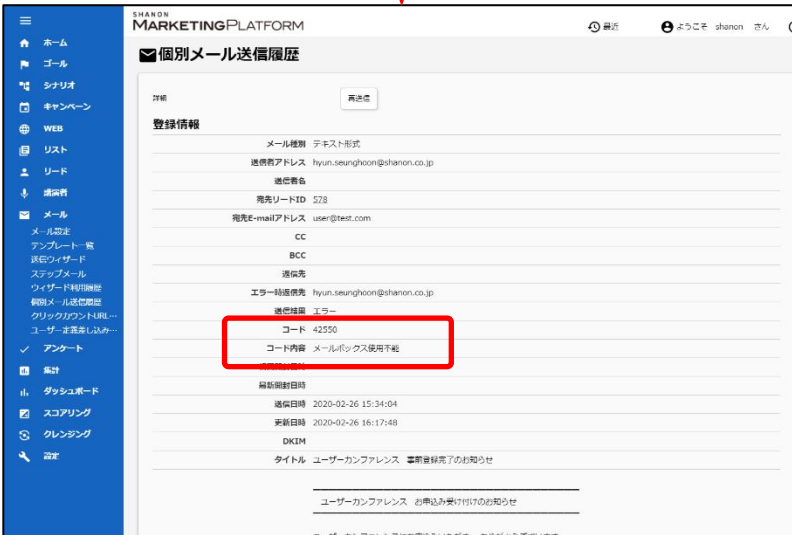 SHANON
MARKETINGPLATFORM
最近
ようこそ shanon さん
ホーム
ゴール
シナリオ
キャンペーン
WEB
リスト
リード
講演者
メール
メール設定
テンプレート一覧
送信ウィザード
ステップメール
ウィザード利用履歴
個別メール送信履歴
クリックカウントURL…
ユーザー定義差し込み…
アンケート
集計
ダッシュボード
スコアリング
クレンジング
設定
個別メール送信履歴
詳細 再送信
登録情報
メール種別 テキスト形式
送信者アドレス hyun.seunghoon@shanon.co.jp
送信者名
宛先リードID 578
宛先E-mailアドレス user@test.com
CC
BCC
返信先
エラー時返信先 hyun.seunghoon@shanon.co.jp
送信結果 エラー
コード 42550
コード内容 メールボックス使用不能
最新開封日時
送信日時 2020-02-26 15:34:04
更新日時 2020-02-26 16:17:48
DKIM
タイトル ユーザーカンファレンス 事前登録完了のお知らせ
ユーザーカンファレンス お申込み受け付けのお知らせ